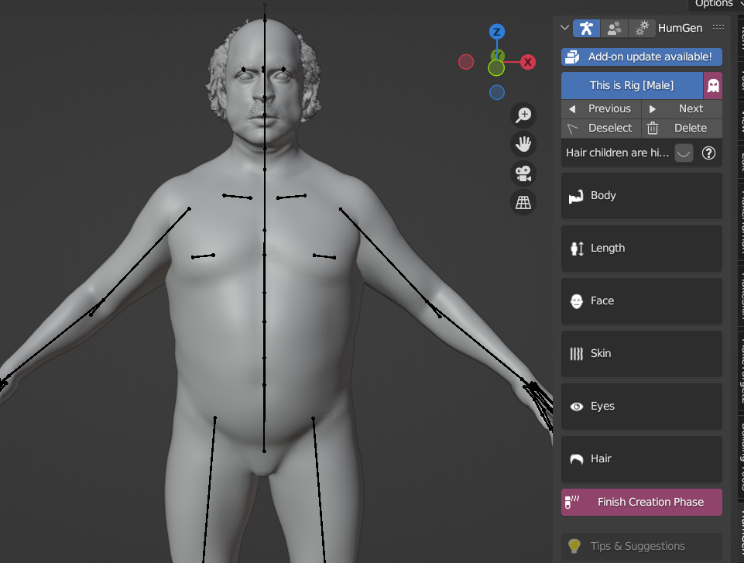 Options
HumGen
Add-on update available!
This is Rig [Male]
Previous
Next
Deselect
Delete
Hair children are hi...
Body
Length
Face
Skin
Eyes
Hair
Finish Creation Phase
Tips & Suggestions
Z
Y
X